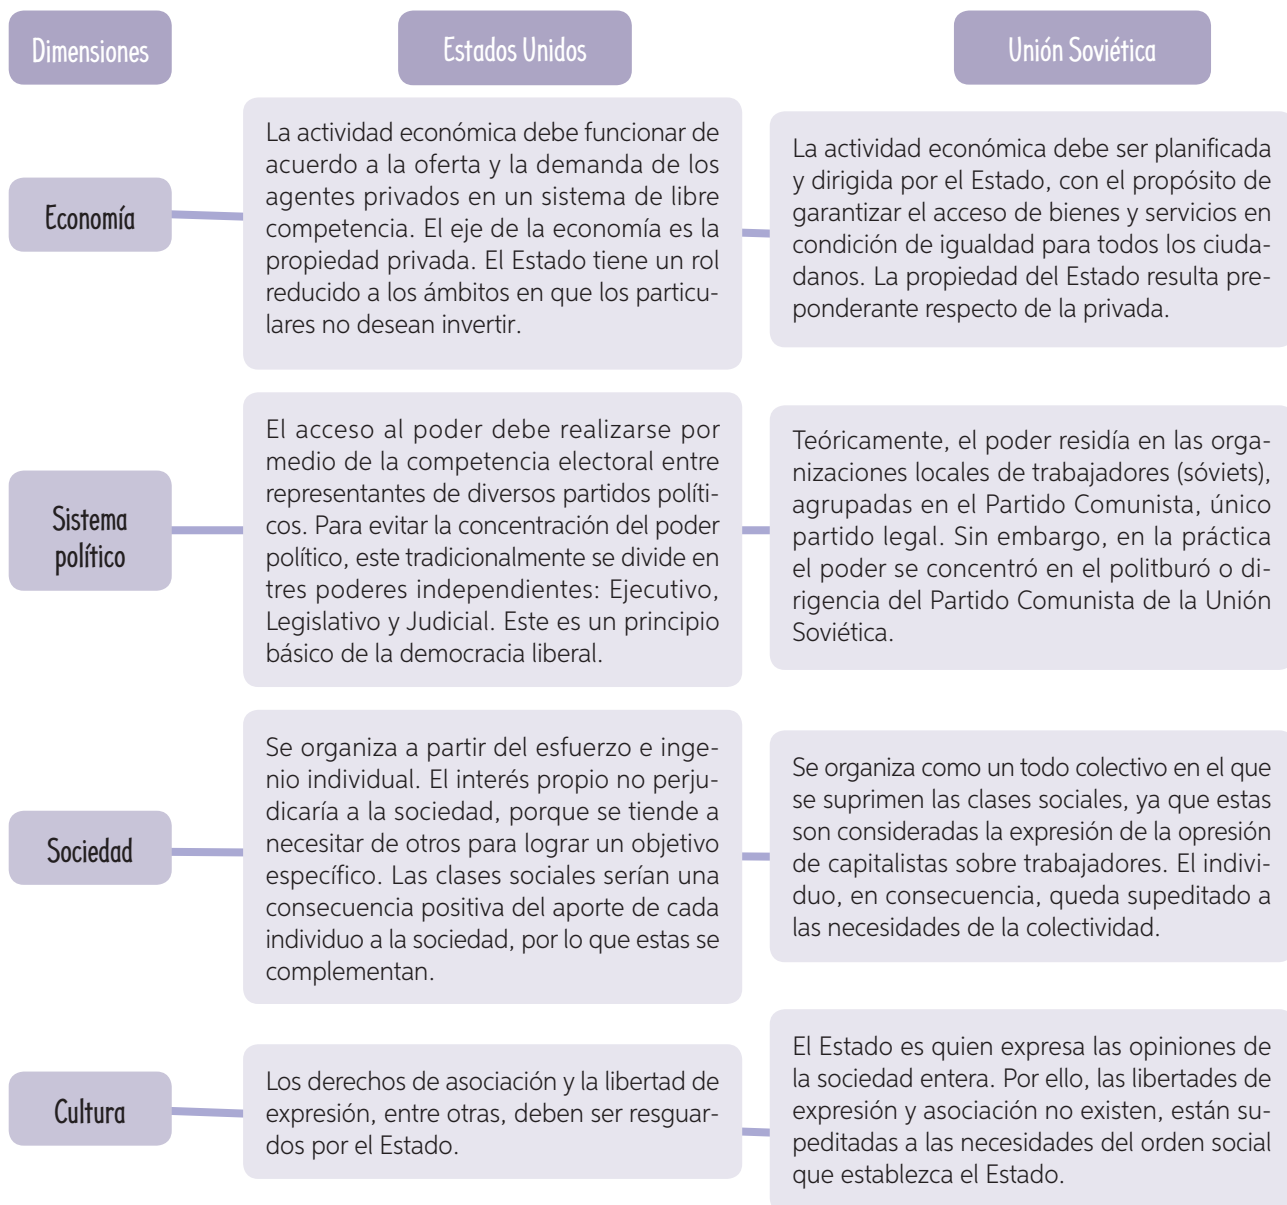 Dimensiones
Estados Unidos
Unión Soviética
Economía
La actividad económica debe funcionar de
acuerdo a la oferta y la demanda de los
agentes privados en un sistema de libre
competencia. El eje de la economía es la
propiedad privada. El Estado tiene un rol
reducido a los ámbitos en que los particu-
lares no desean invertir.
La actividad económica debe ser planificada
y dirigida por el Estado, con el propósito de
garantizar el acceso de bienes y servicios en
condición de igualdad para todos los ciuda-
danos. La propiedad del Estado resulta pre-
ponderante respecto de la privada.
Sistema
político
El acceso al poder debe realizarse por
medio de la competencia electoral entre
representantes de diversos partidos políti-
cos. Para evitar la concentración del poder
político, este tradicionalmente se divide en
tres poderes independientes: Ejecutivo,
Legislativo y Judicial. Este es un principio
básico de la democracia liberal.
Teóricamente, el poder residía en las orga-
nizaciones locales de trabajadores (sóviets),
agrupadas en el Partido Comunista, único
partido legal. Sin embargo, en la práctica
el poder se concentró en el politburó o di-
rigencia del Partido Comunista de la Unión
Soviética.
Sociedad
Se organiza a partir del esfuerzo e inge-
nio individual. El interés propio no perju-
dicaría a la sociedad, porque se tiende a
necesitar de otros para lograr un objetivo
específico. Las clases sociales serían una
consecuencia positiva del aporte de cada
individuo a la sociedad, por lo que estas se
complementan.
Se organiza como un todo colectivo en el que
se suprimen las clases sociales, ya que estas
son consideradas la expresión de la opresión
de capitalistas sobre trabajadores. El indivi-
duo, en consecuencia, queda supeditado a
las necesidades de la colectividad.
Cultura
Los derechos de asociación y la libertad de
expresión, entre otras, deben ser resguar-
dos por el Estado.
El Estado es quien expresa las opiniones de
la sociedad entera. Por ello, las libertades de
expresión y asociación no existen, están su-
peditadas a las necesidades del orden social
que establezca el Estado.